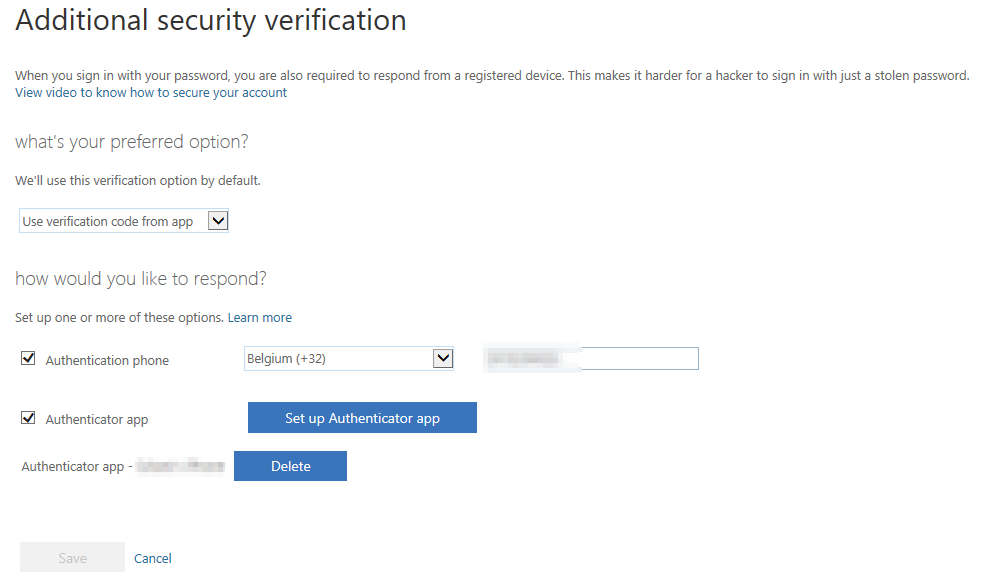 Additional security verification
When you sign in with your password, you are also required to respond from a registered device. This makes it harder for a hacker to sign in with just a stolen password.
View video to know how to secure your account
what's your preferred option?
We'll use this verification option by default.
Use verification code from app
how would you like to respond?
Set up one or more of these options. Learn more
Authentication phone Belgium (+32)
Authenticator app Set up Authenticator app
Authenticator app - Delete
Save Cancel